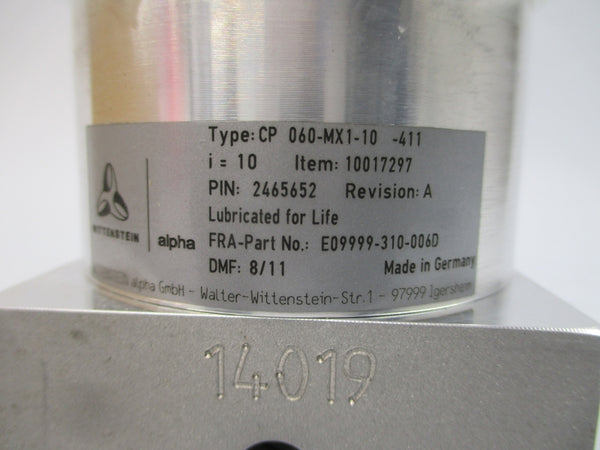 Type: CP 060-MX1-10 -411
i = 10 Item: 10017297
PIN: 2465652 Revision: A
Lubricated for Life
WITTENSTEIN alpha
FRA-Part No.: E09999-310-006D
DMF: 8/11 Made in Germany
alpha GmbH - Walter-Wittenstein-Str.1 - 97999 Igersheim
14019